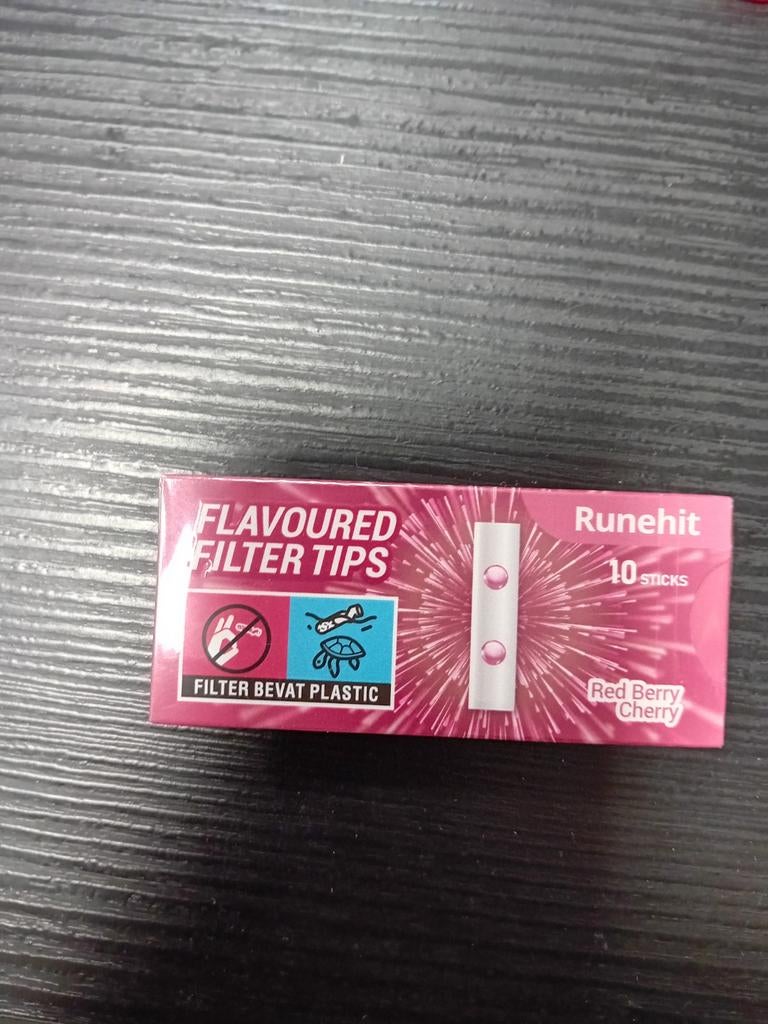 FLAVOURED
FILTER TIPS
Runehit
10 STICKS
FILTER BEVAT PLASTIC
Red Berry
Cherry